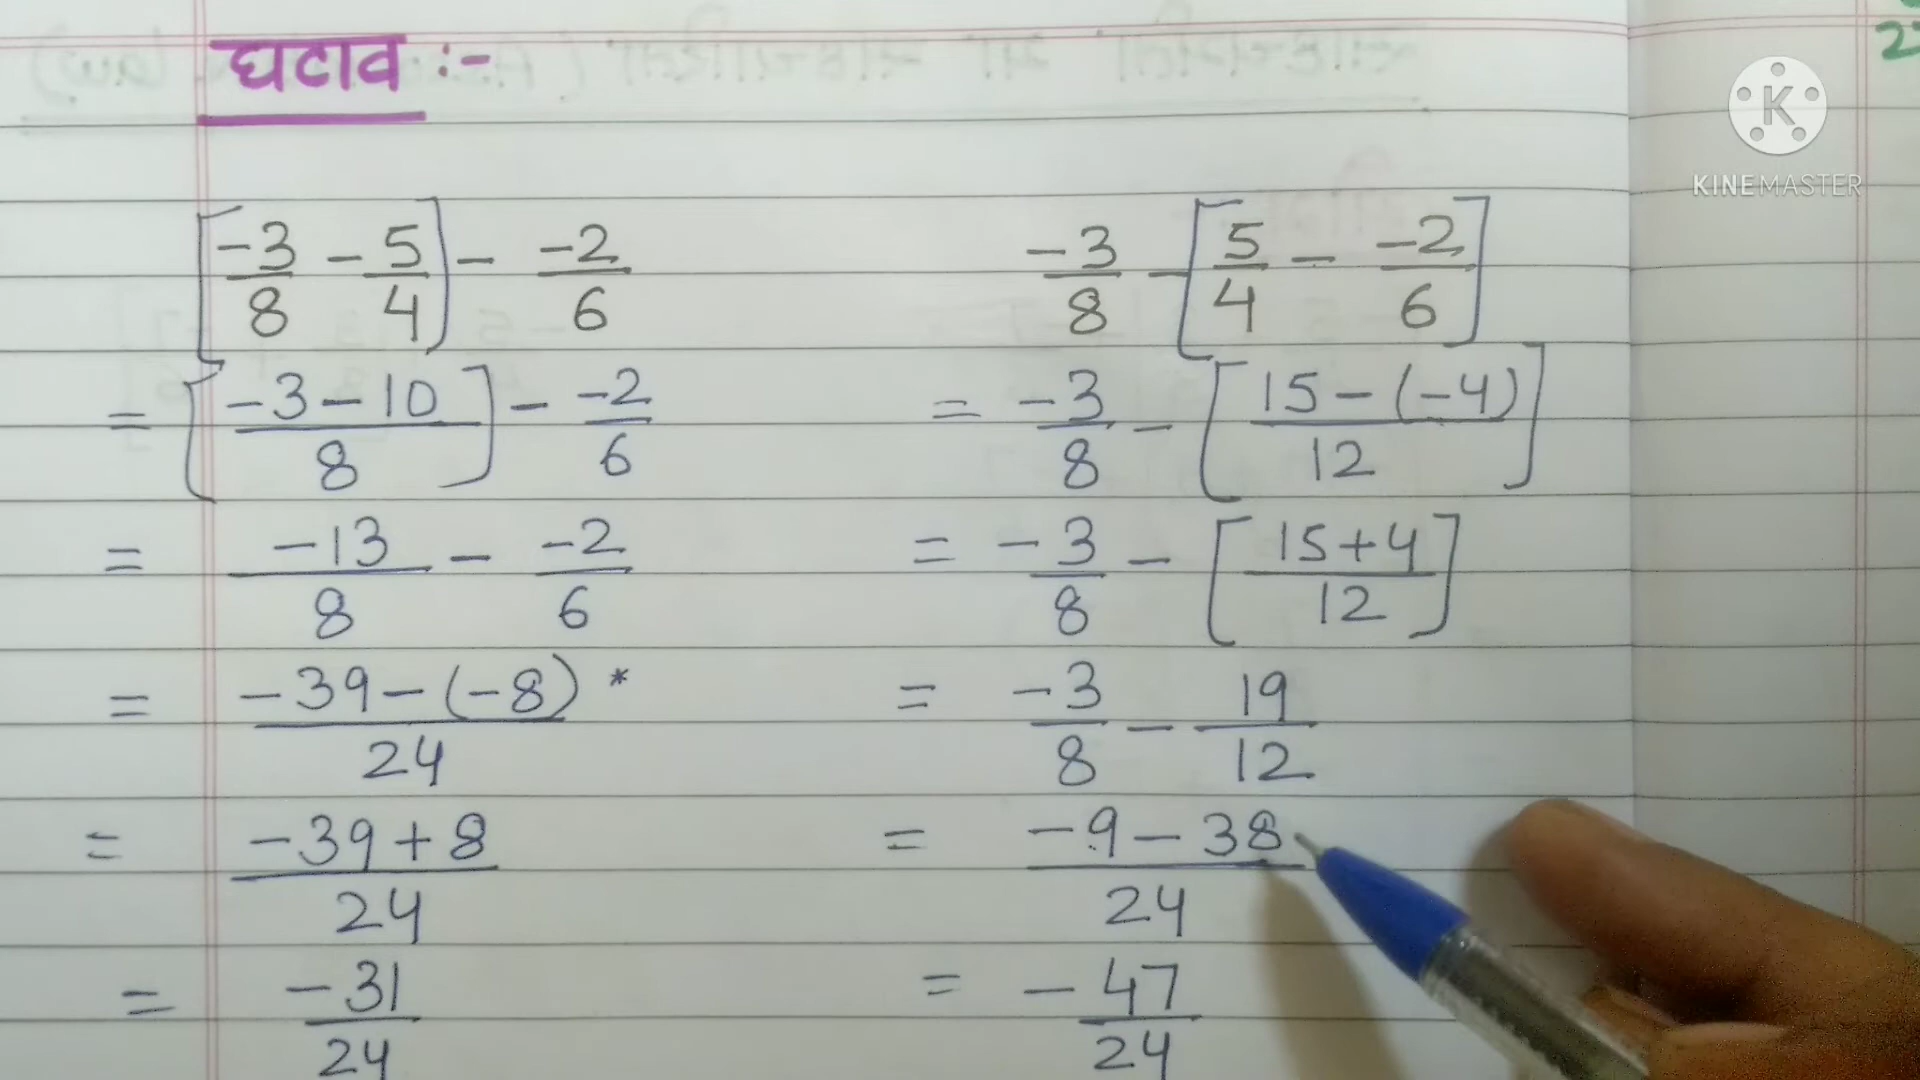 घटाव :-
KINEMASTER
[-3/8 - 5/4] - -2/6
= [-3-10/8] - -2/6
= -13/8 - -2/6
= -39-(-8)/24 *
= -39+8/24
= -31/24
-3/8 - [5/4 - -2/6]
= -3/8 - [15-(-4)/12]
= -3/8 - [15+4/12]
= -3/8 - 19/12
= -9-38/24
= -47/24